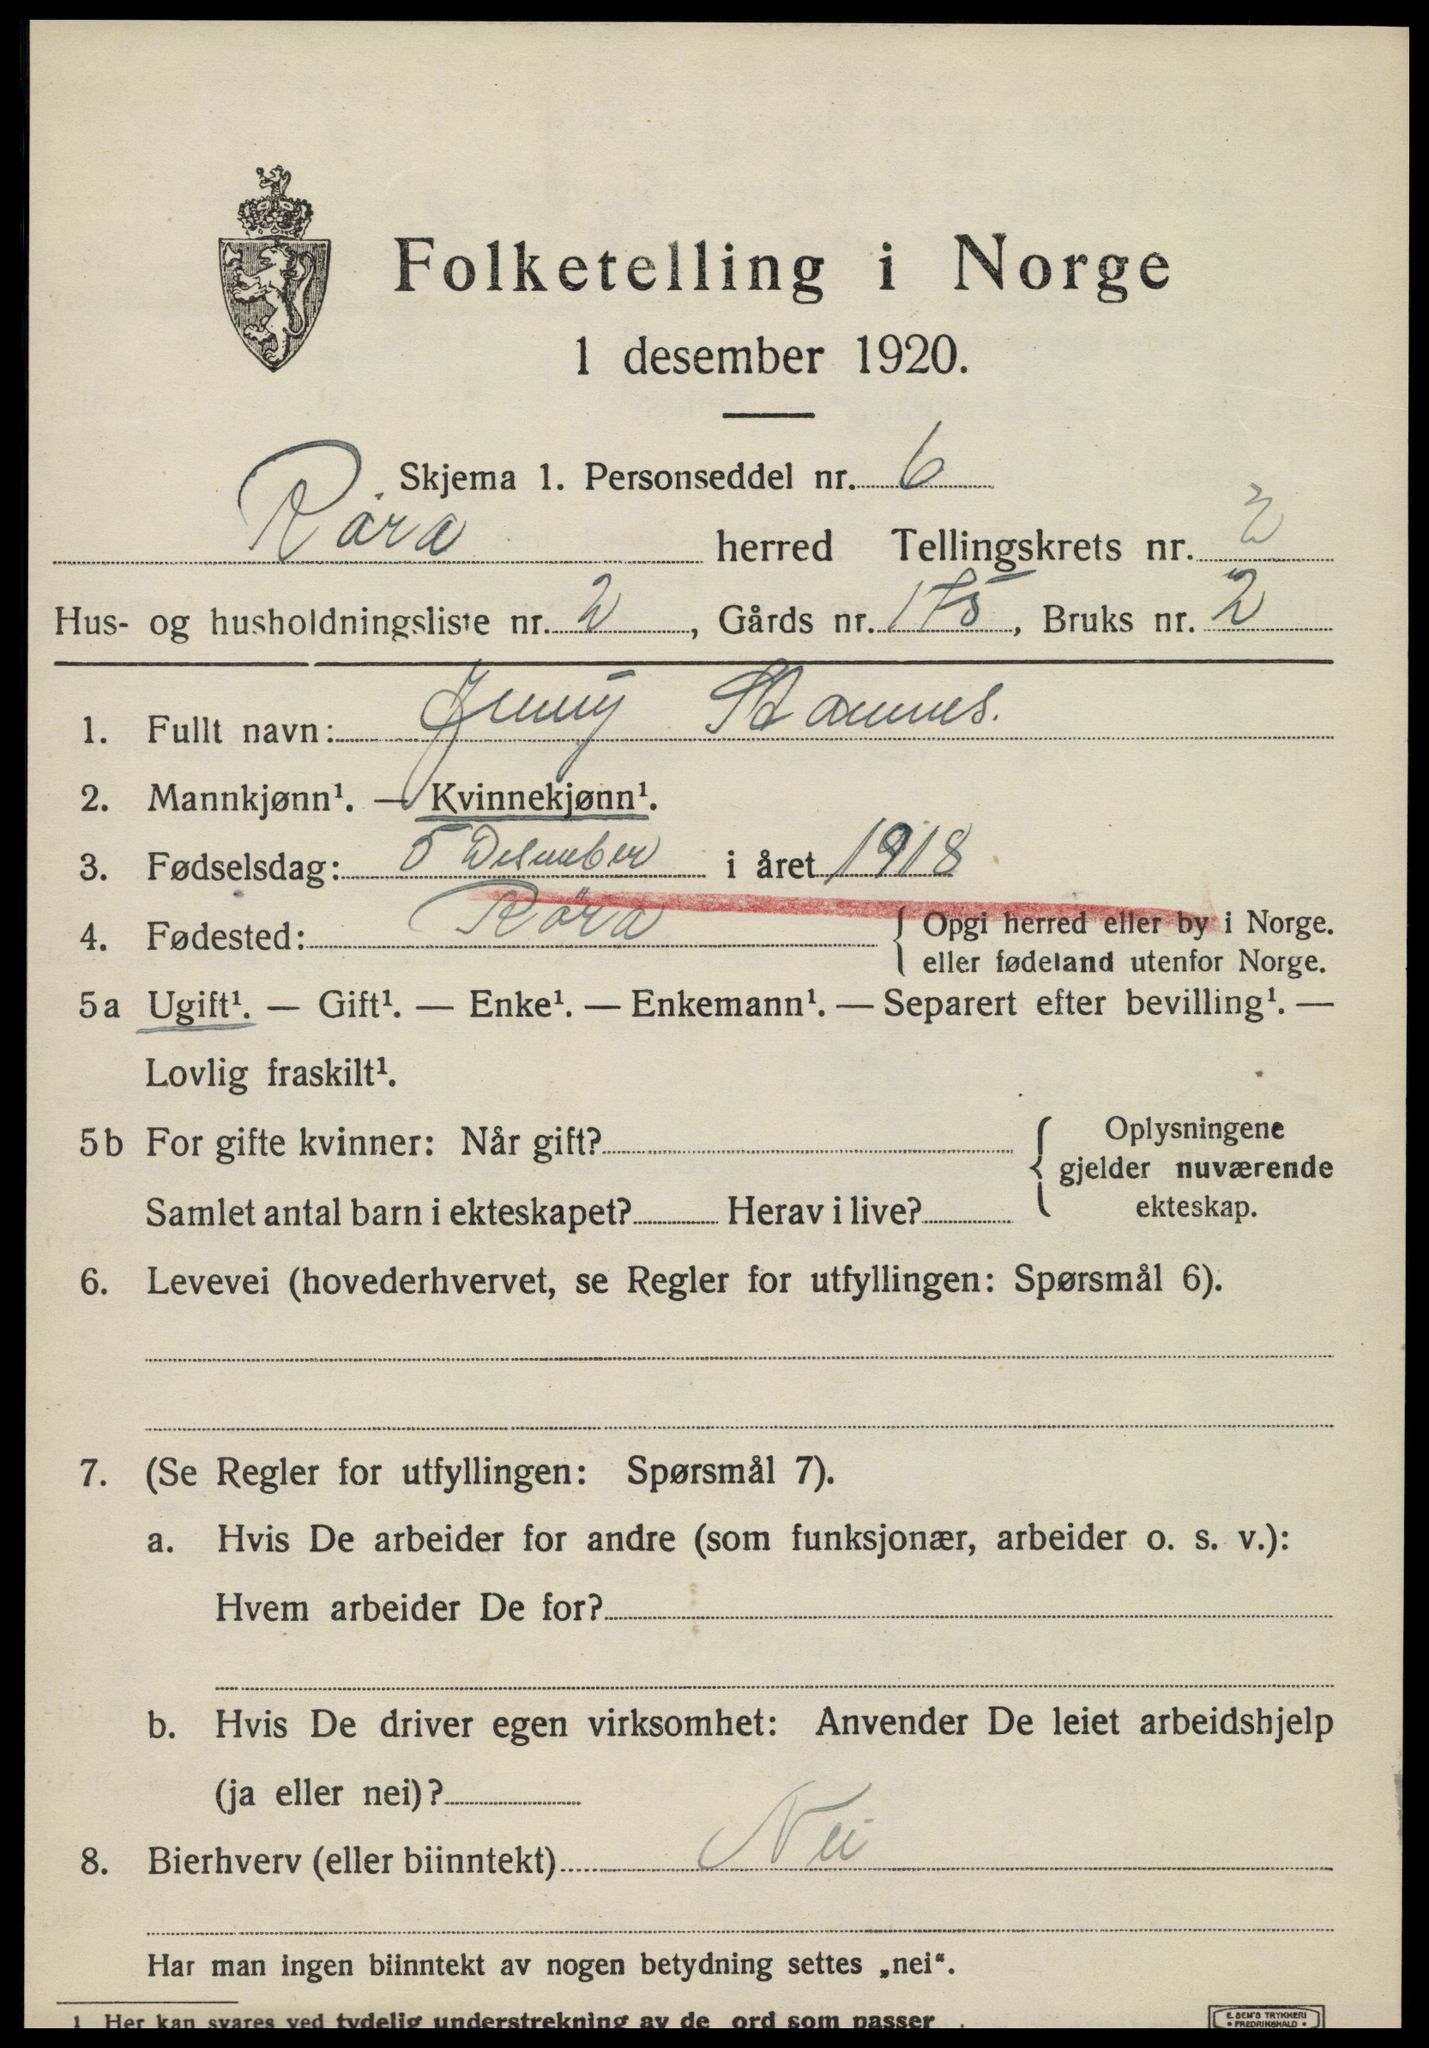 Folketelling i Norge
1 desember 1920.
Skjema 1. Personseddel nr. 6
Röra herred Tellingskrets nr. 2
Hus- og husholdningsliste nr. 2, Gårds nr. 175, Bruks nr. 2
1. Fullt navn: Jenny Stamnes.
2. Mannkjønn¹. — Kvinnekjønn¹.
3. Fødselsdag: 5 Desember i året 1918
4. Fødested: Röra { Opgi herred eller by i Norge.
eller fødeland utenfor Norge.
5a Ugift¹. — Gift¹. — Enke¹. — Enkemann¹. — Separert efter bevilling¹. —
Lovlig fraskilt¹.
5b For gifte kvinner: Når gift? { Oplysningene
gjelder nuværende
Samlet antal barn i ekteskapet? Herav i live? ekteskap.
6. Levevei (hovederhvervet, se Regler for utfyllingen: Spørsmål 6).
7. (Se Regler for utfyllingen: Spørsmål 7).
a. Hvis De arbeider for andre (som funksjonær, arbeider o. s. v.):
Hvem arbeider De for?
b. Hvis De driver egen virksomhet: Anvender De leiet arbeidshjelp
(ja eller nei)?
8. Bierhverv (eller biinntekt) Nei
Har man ingen biinntekt av nogen betydning settes „nei“.
1 Her kan svares ved tydelig understrekning av de ord som passer.
E. SEM'S TRYKKERI
• FREDRIKSHALD •